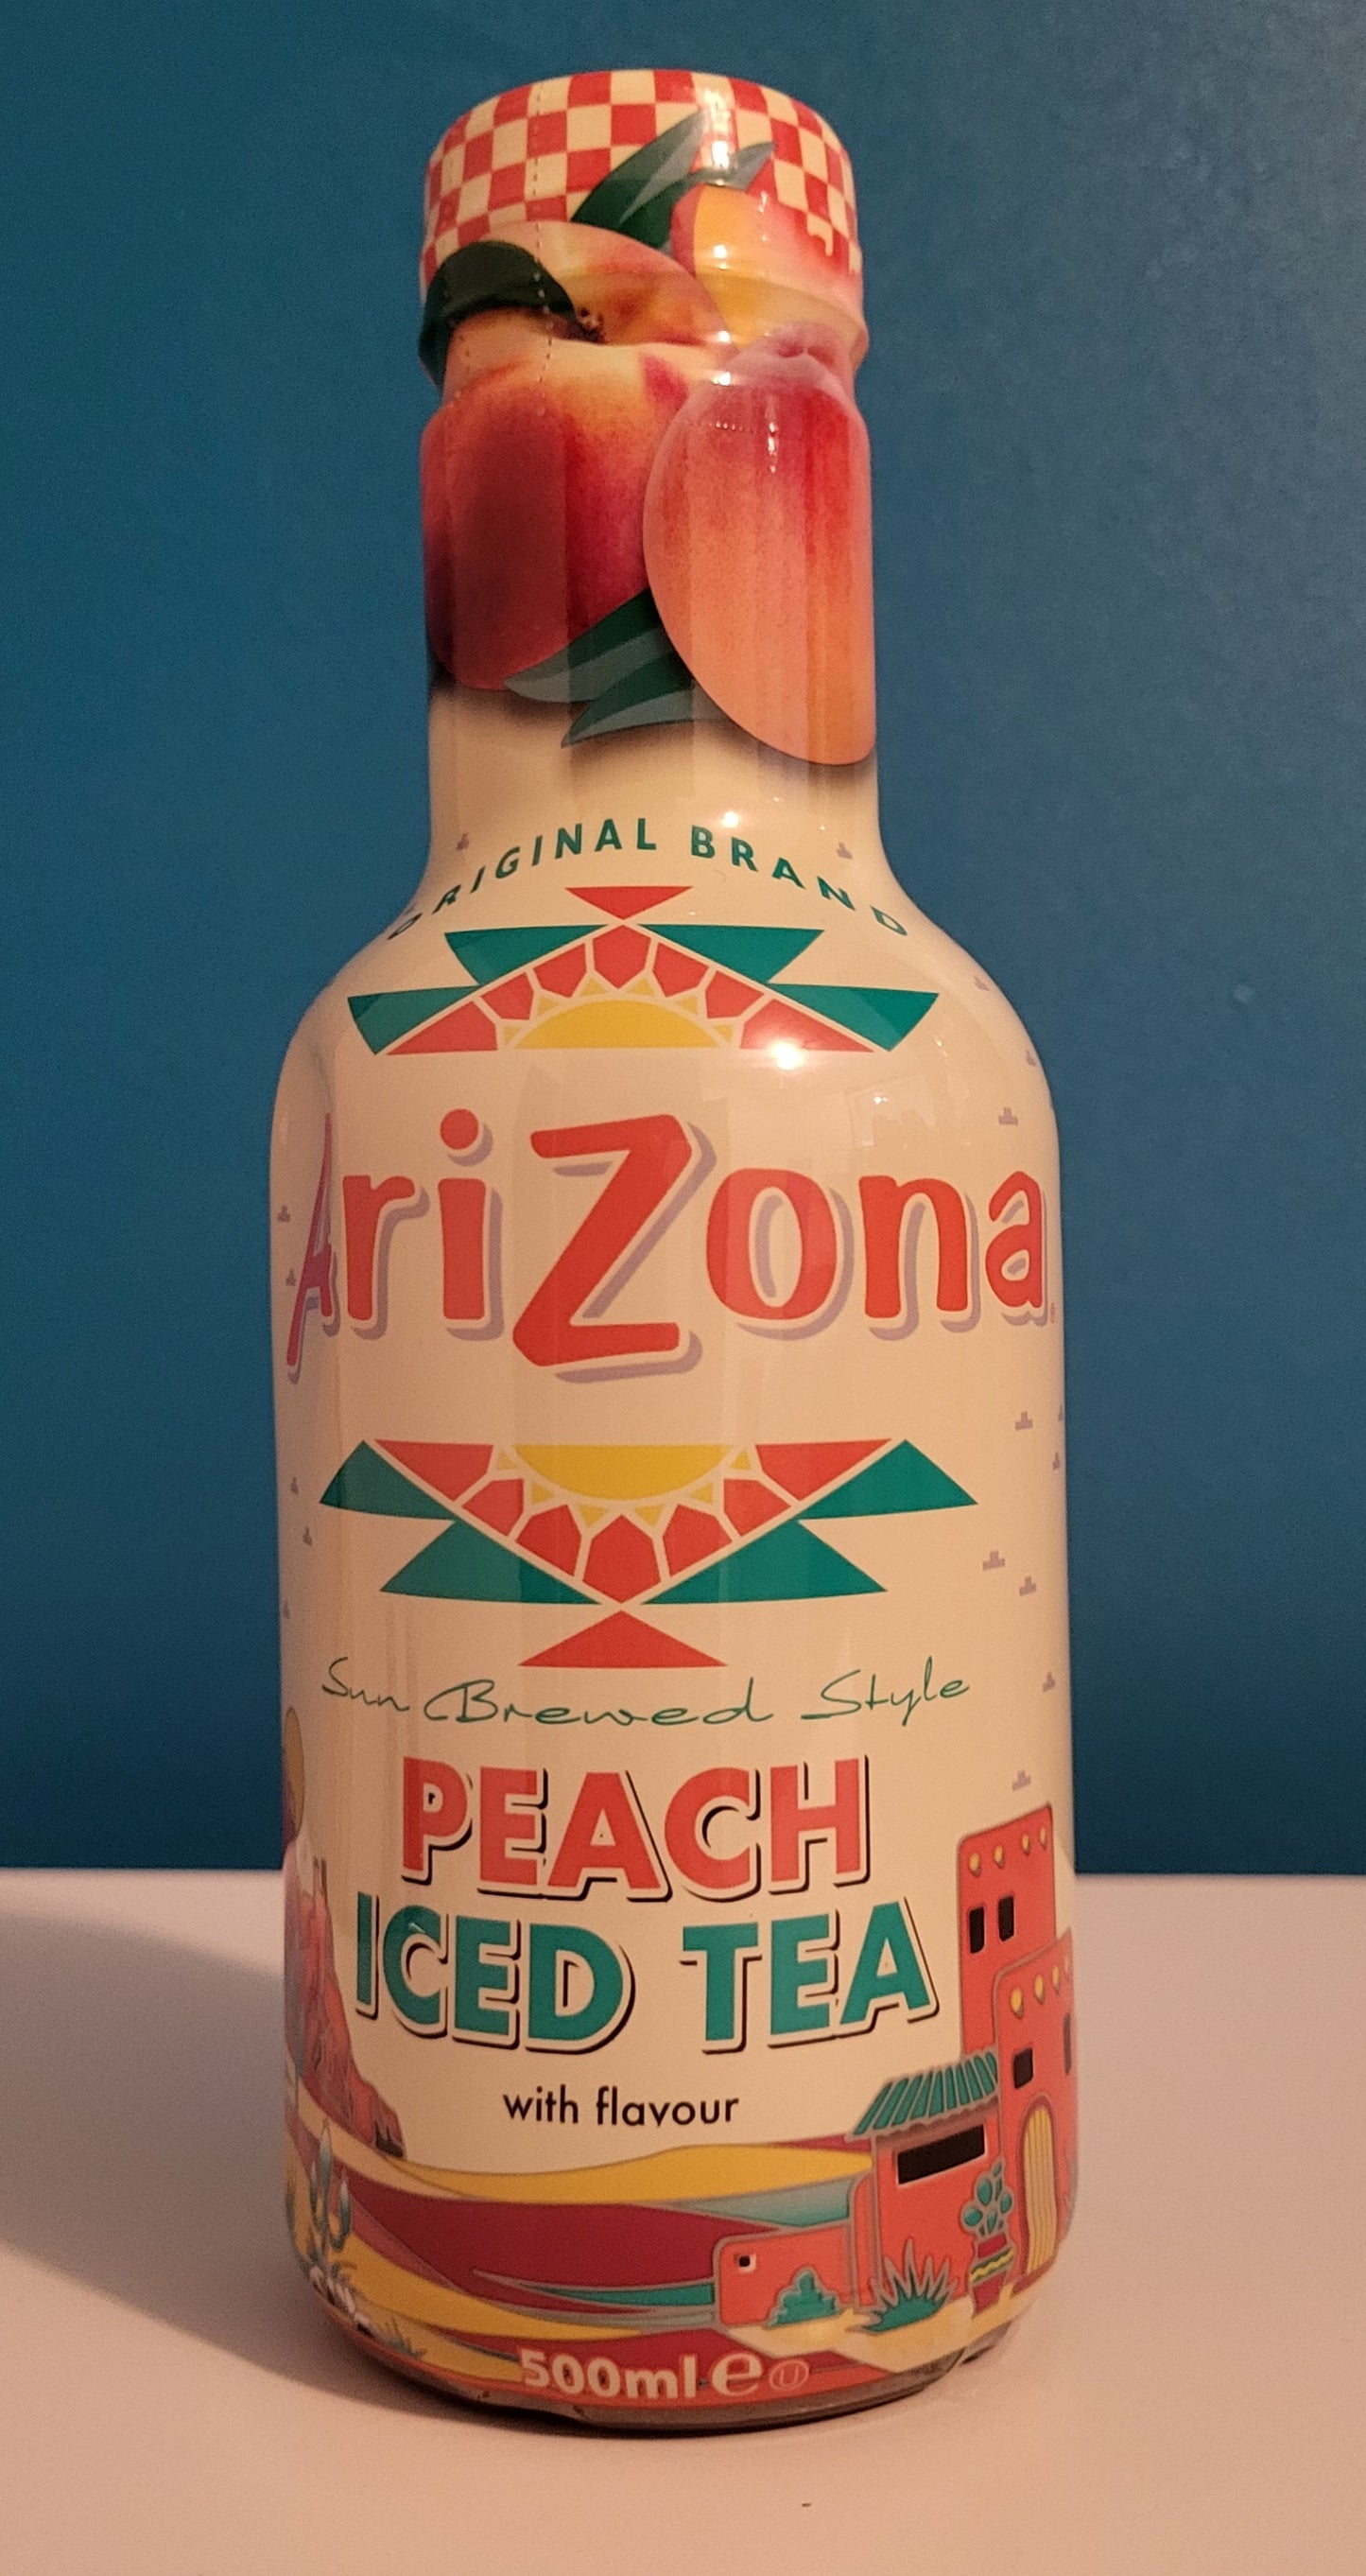 ORIGINAL BRAND
AriZona
Sun Brewed Style
PEACH
ICED TEA
with flavour
500ml e U